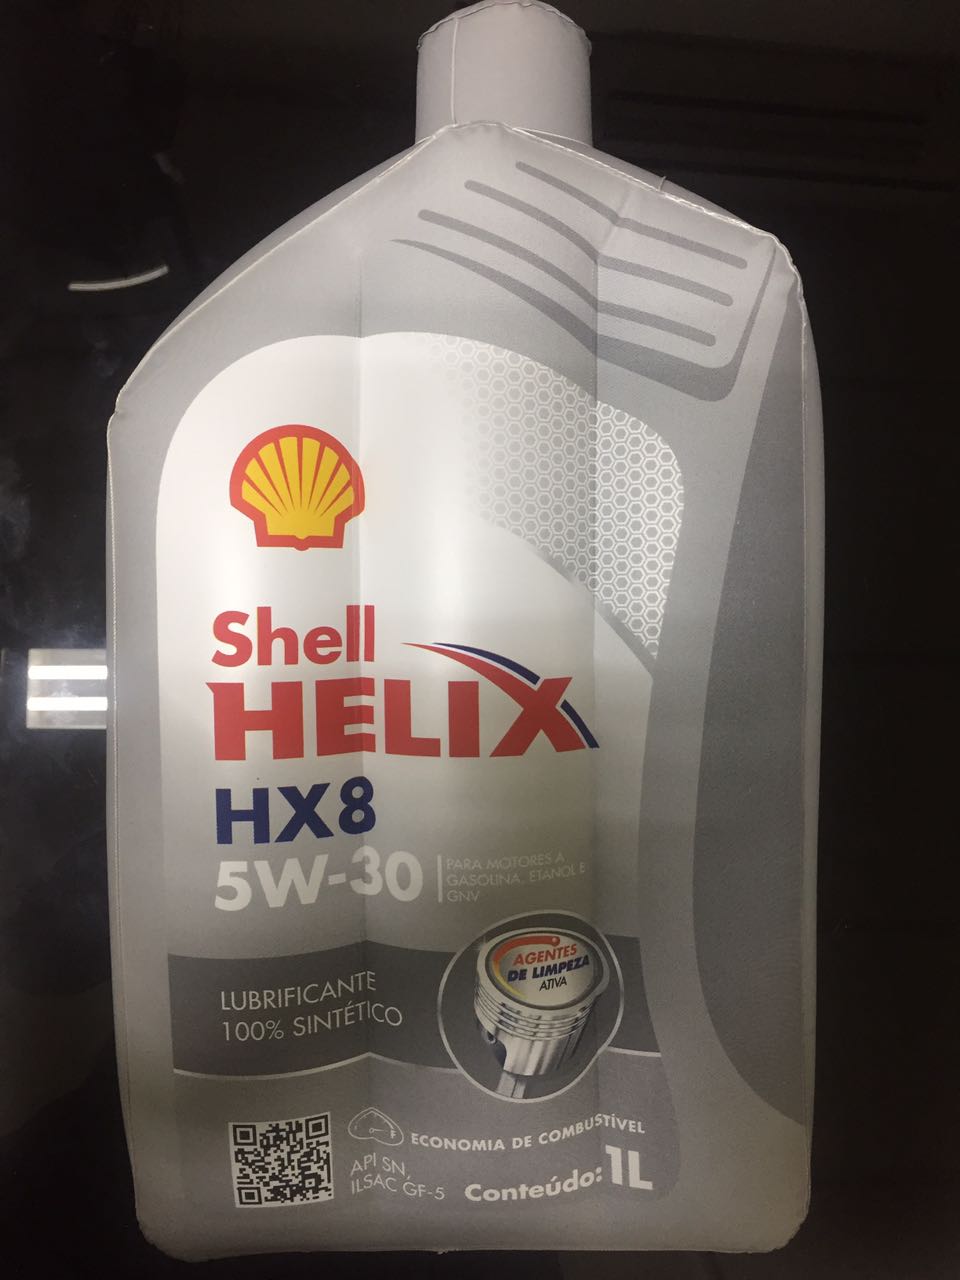 Shell
HELIX
HX8
5W-30
PARA MOTORES A
GASOLINA, ETANOL E
GNV
AGENTES
DE LIMPEZA
ATIVA
LUBRIFICANTE
100% SINTÉTICO
ECONOMIA DE COMBUSTÍVEL
API SN,
ILSAC GF-5
Conteúdo: 1L